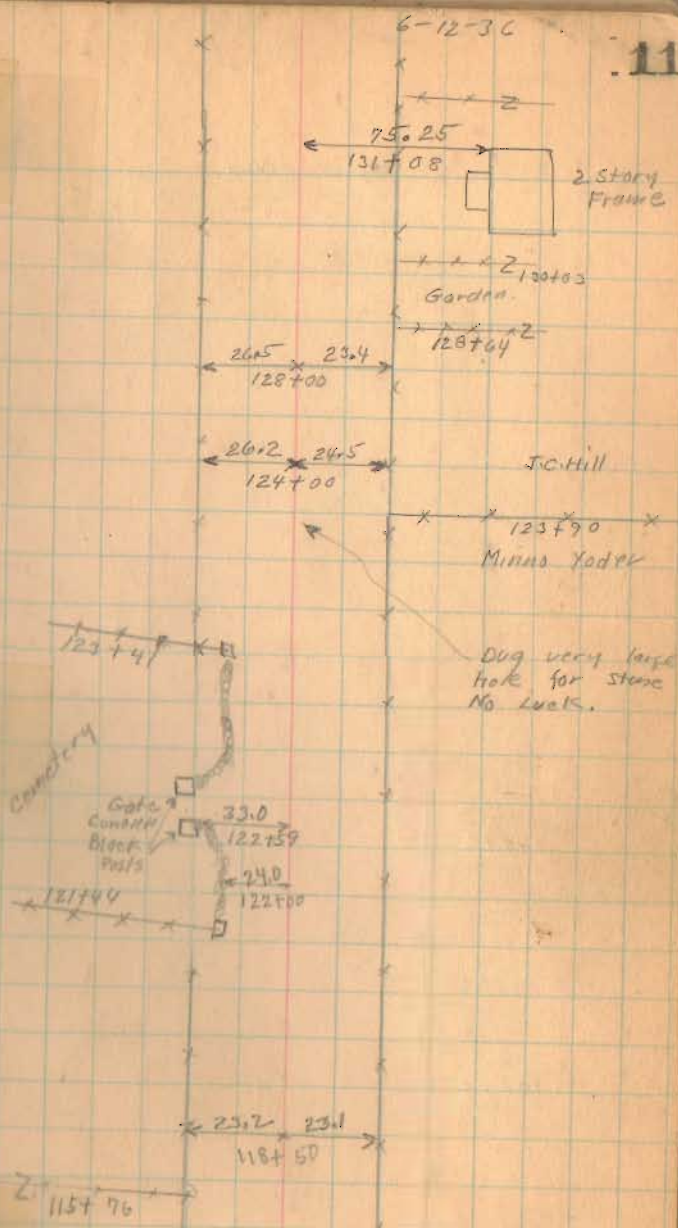 6-12-36
11
Z
75.25
131+08
2 Story
Frame
Z 130+03
Garden
Z
128+64
26.5 23.4
128+00
26.2 24.5
124+00
J.C. Hill
123+90
Yoder
123+41
Dug very large
hole for stone
No Luck.
Cemetery
Gate
Block
Posts
33.0
122+59
24.0
122+00
121+44
23.2 23.1
118+50
Z
115+76